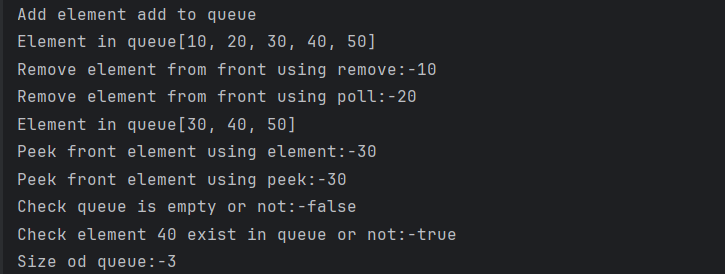 Add element add to queue
Element in queue[10, 20, 30, 40, 50]
Remove element from front using remove:-10
Remove element from front using poll:-20
Element in queue[30, 40, 50]
Peek front element using element:-30
Peek front element using peek:-30
Check queue is empty or not:-false
Check element 40 exist in queue or not:-true
Size od queue:-3